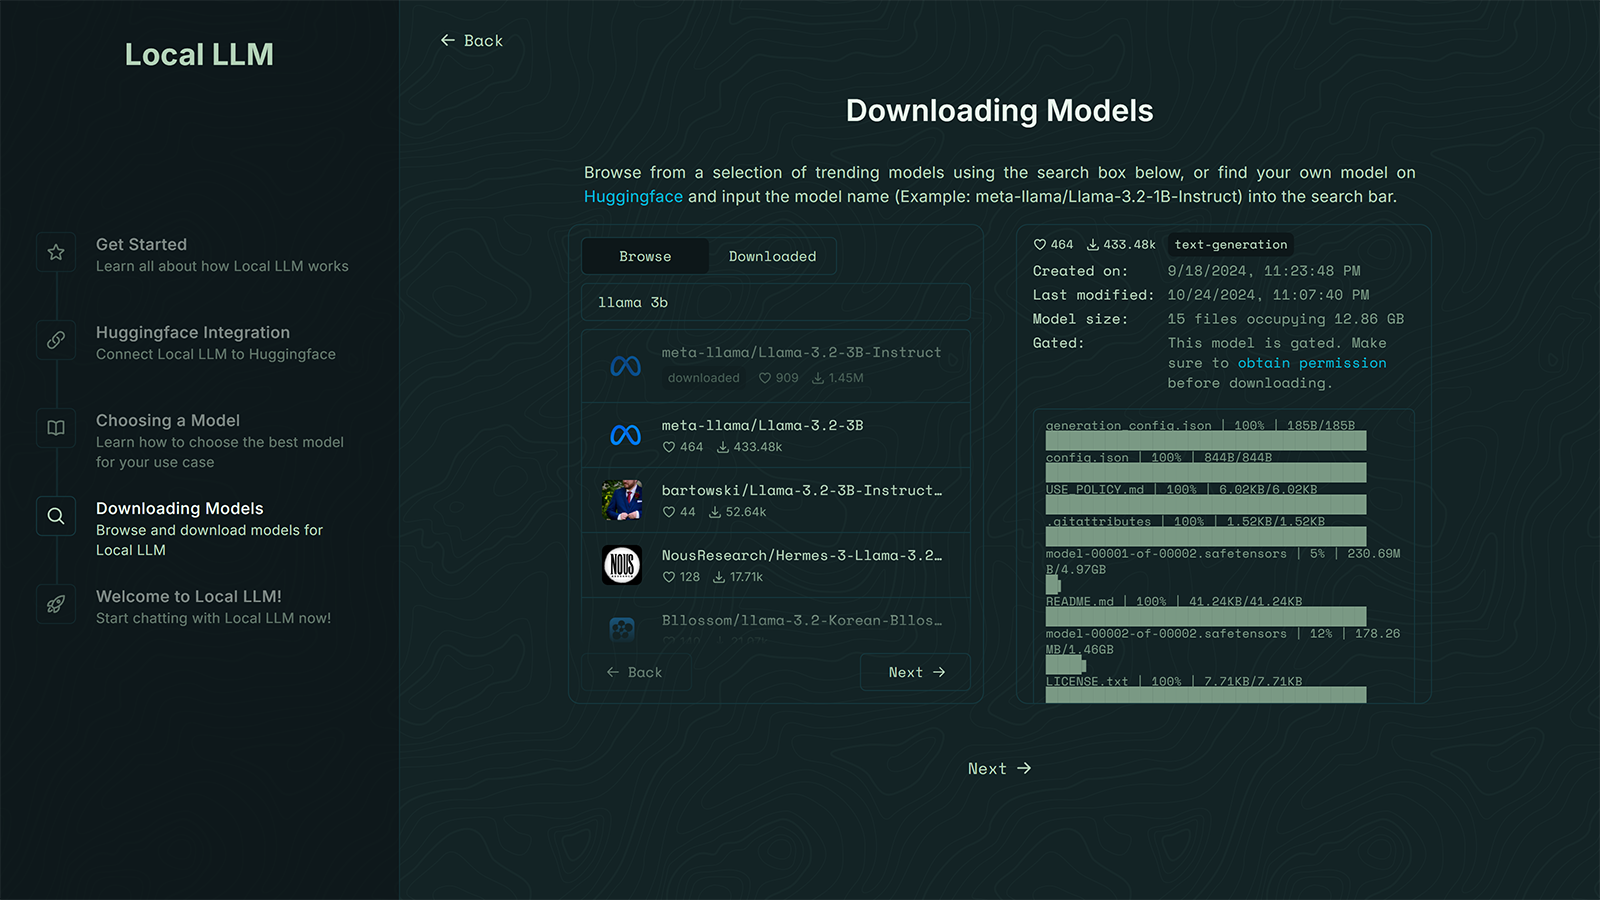 Local LLM
Get Started
Learn all about how Local LLM works
Huggingface Integration
Connect Local LLM to Huggingface
Choosing a Model
Learn how to choose the best model
for your use case
Downloading Models
Browse and download models for
Local LLM
Welcome to Local LLM!
Start chatting with Local LLM now!
← Back
Downloading Models
Browse from a selection of trending models using the search box below, or find your own model on
Huggingface and input the model name (Example: meta-llama/Llama-3.2-1B-Instruct) into the search bar.
Browse Downloaded
llama 3b
meta-llama/Llama-3.2-3B-Instruct
downloaded 909 1.45M
meta-llama/Llama-3.2-3B
464 433.48k
bartowski/Llama-3.2-3B-Instruct…
44 52.64k
NOUS
NousResearch/Hermes-3-Llama-3.2…
128 17.71k
Bllossom/llama-3.2-Korean-Bllos…
← Back Next →
464 433.48k text-generation
Created on: 9/18/2024, 11:23:48 PM
Last modified: 10/24/2024, 11:07:40 PM
Model size: 15 files occupying 12.86 GB
Gated: This model is gated. Make
sure to obtain permission
before downloading.
generation_config.json | 100% | 185B/185B
config.json | 100% | 844B/844B
USE_POLICY.md | 100% | 6.02KB/6.02KB
.gitattributes | 100% | 1.52KB/1.52KB
model-00001-of-00002.safetensors | 5% | 230.69M
B/4.97GB
README.md | 100% | 41.24KB/41.24KB
model-00002-of-00002.safetensors | 12% | 178.26
MB/1.46GB
LICENSE.txt | 100% | 7.71KB/7.71KB
Next →